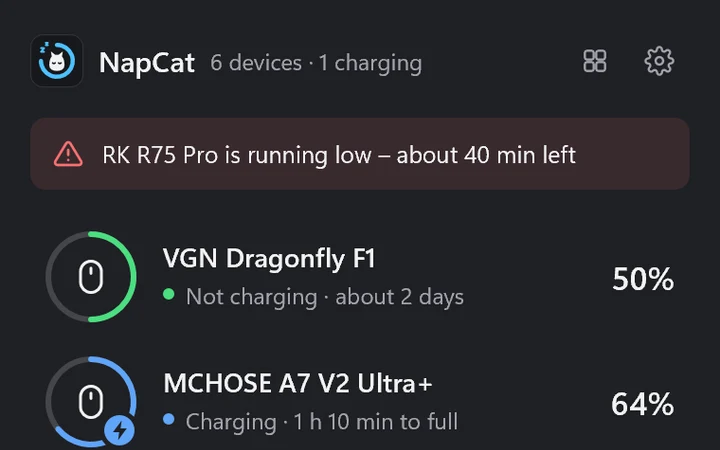 NapCat 6 devices · 1 charging
RK R75 Pro is running low – about 40 min left
VGN Dragonfly F1
50%
Not charging · about 2 days
MCHOSE A7 V2 Ultra+
64%
Charging · 1 h 10 min to full